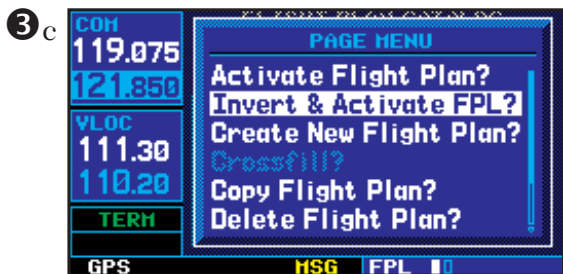 ❸c
COM
119.075
121.850
VLOC
111.30
110.20
TERM
GPS
PAGE MENU
Activate Flight Plan?
Invert & Activate FPL?
Create New Flight Plan?
Crossfill?
Copy Flight Plan?
Delete Flight Plan?
MSG
FPL